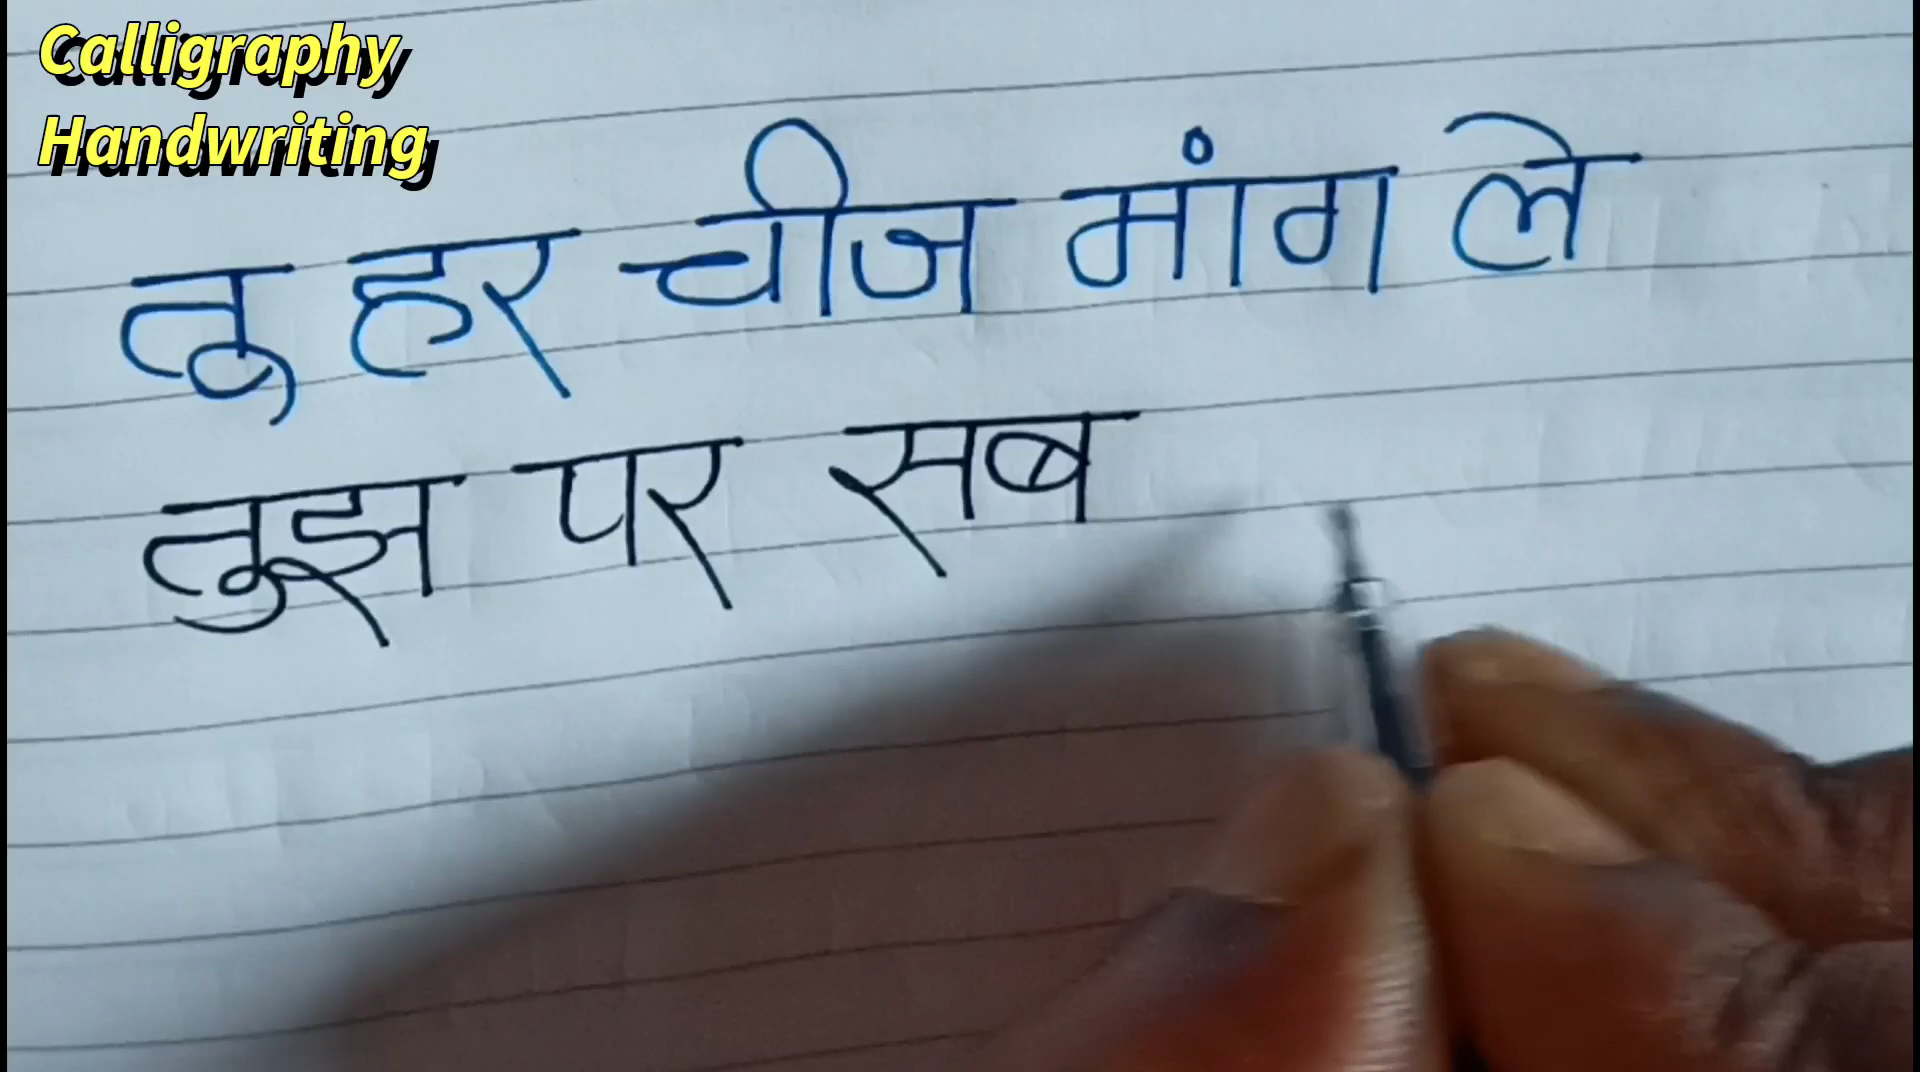 Calligraphy
Handwriting
तू हर चीज मांग ले
तुझ पर सब